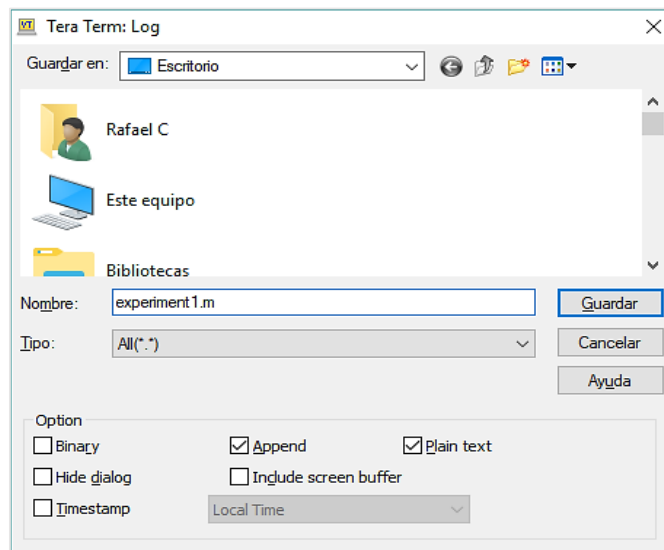 VT Tera Term: Log
Guardar en: Escritorio
Rafael C
Este equipo
Bibliotecas
Nombre: experiment1.m Guardar
Tipo: All(*.*) Cancelar
Ayuda
Option
Binary Append Plain text
Hide dialog Include screen buffer
Timestamp Local Time